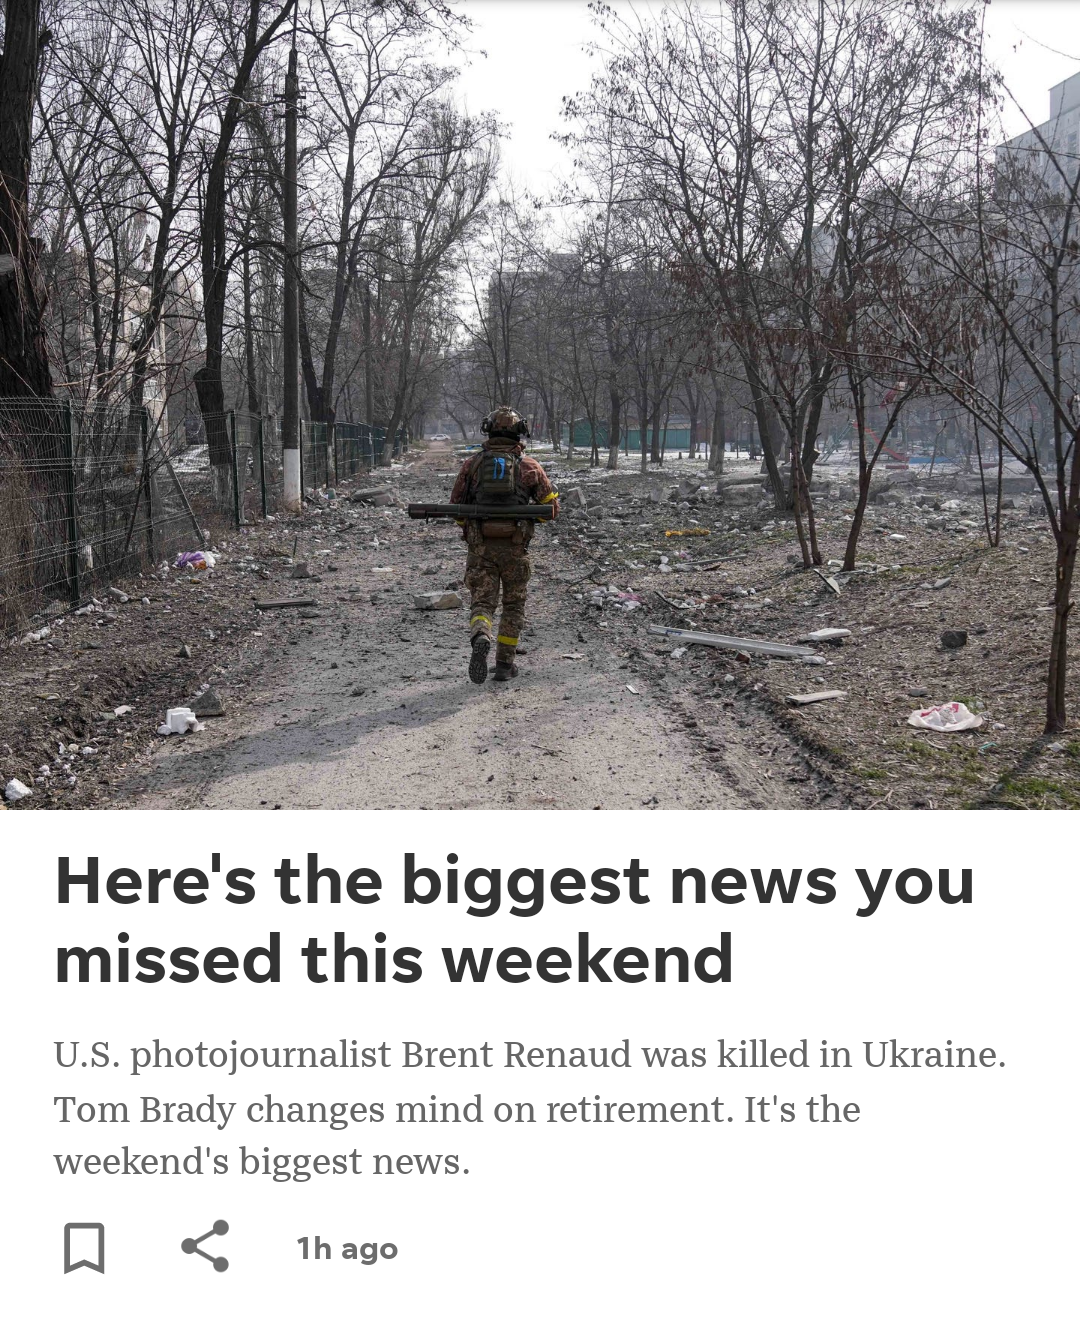 Here's the biggest news you
missed this weekend
U.S. photojournalist Brent Renaud was killed in Ukraine.
Tom Brady changes mind on retirement. It's the
weekend's biggest news.
1h ago